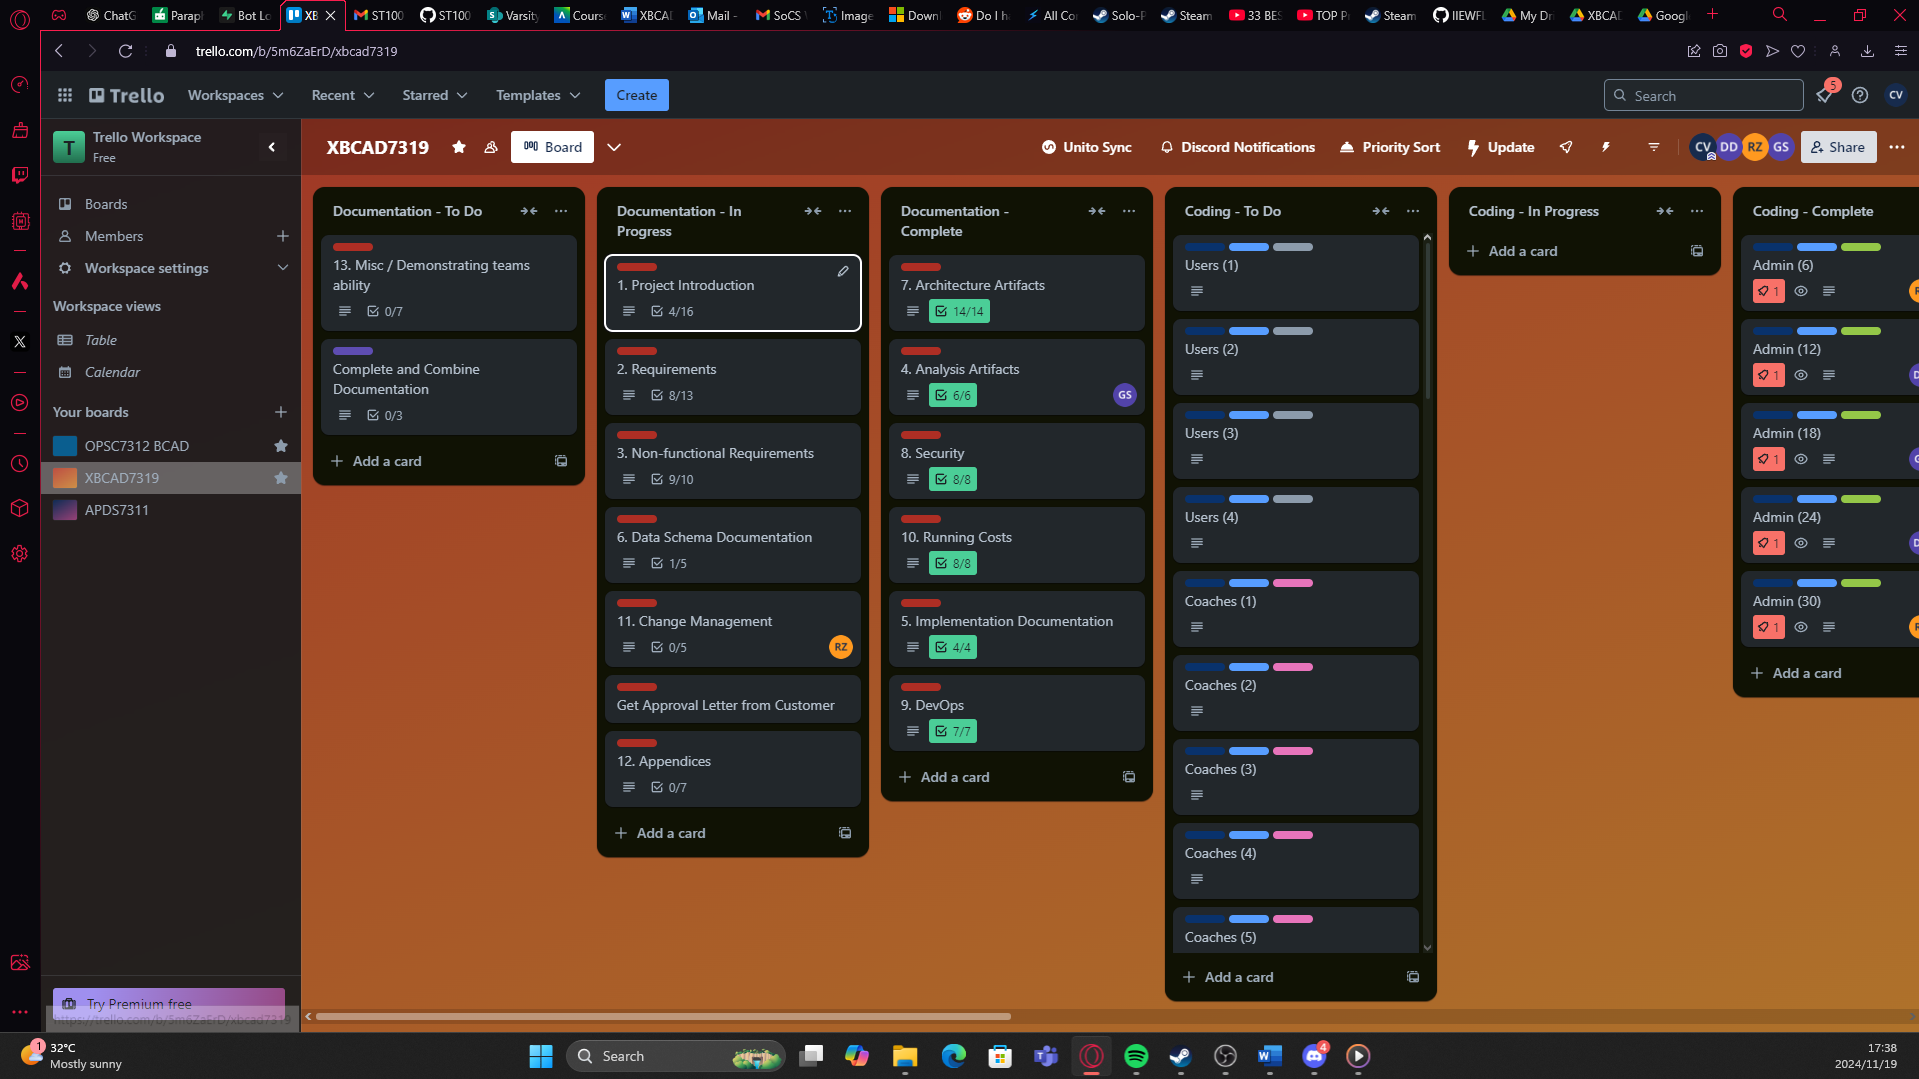 ChatG
Paraph
Bot Lo
XB
ST100
ST100
Varsity
Cours
XBCAD
Mail -
SoCS
Image
Downl
Do I h
All Co
Solo-P
Steam
33 BES
TOP P
Steam
IIEWFL
My Dri
XBCAD
Google
trello.com/b/5m6ZaErD/xbcad7319
Trello
Workspaces
Recent
Starred
Templates
Create
Search
5
CV
T
Trello Workspace
Free
XBCAD7319
Board
Unito Sync
Discord Notifications
Priority Sort
Update
CV
DD
RZ
GS
Share
Boards
Members
Workspace settings
Workspace views
Table
Calendar
Your boards
OPSC7312 BCAD
XBCAD7319
APDS7311
Try Premium free
https://trello.com/b/5m6ZaErD/xbcad7319
Documentation - To Do
13. Misc / Demonstrating teams
ability
0/7
Complete and Combine
Documentation
0/3
Add a card
Documentation - In
Progress
1. Project Introduction
4/16
2. Requirements
8/13
3. Non-functional Requirements
9/10
6. Data Schema Documentation
1/5
11. Change Management
0/5
RZ
Get Approval Letter from Customer
12. Appendices
0/7
Add a card
Documentation -
Complete
7. Architecture Artifacts
14/14
4. Analysis Artifacts
6/6
GS
8. Security
8/8
10. Running Costs
8/8
5. Implementation Documentation
4/4
9. DevOps
7/7
Add a card
Coding - To Do
Users (1)
Users (2)
Users (3)
Users (4)
Coaches (1)
Coaches (2)
Coaches (3)
Coaches (4)
Coaches (5)
Add a card
Coding - In Progress
Add a card
Coding - Complete
Admin (6)
1
Admin (12)
1
Admin (18)
1
Admin (24)
1
Admin (30)
1
Add a card
1
32°C
Mostly sunny
Search
4
17:38
2024/11/19